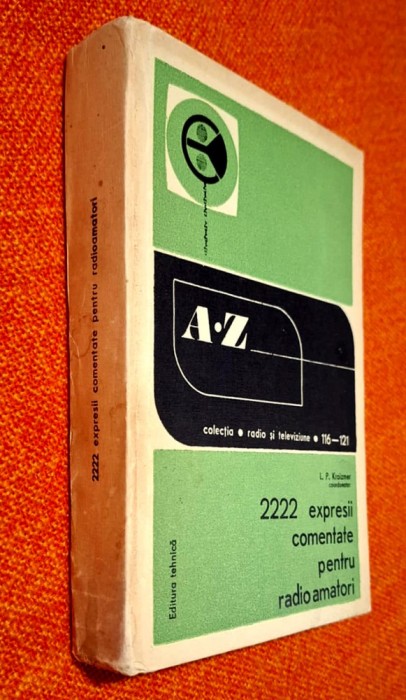 2222 expresii comentate pentru radioamatori
A·Z
colecția • radio și televiziune • 116—121
L. P. Kraizmer
coordonator
2222 expresii
comentate
pentru
radioamatori
Editura tehnică